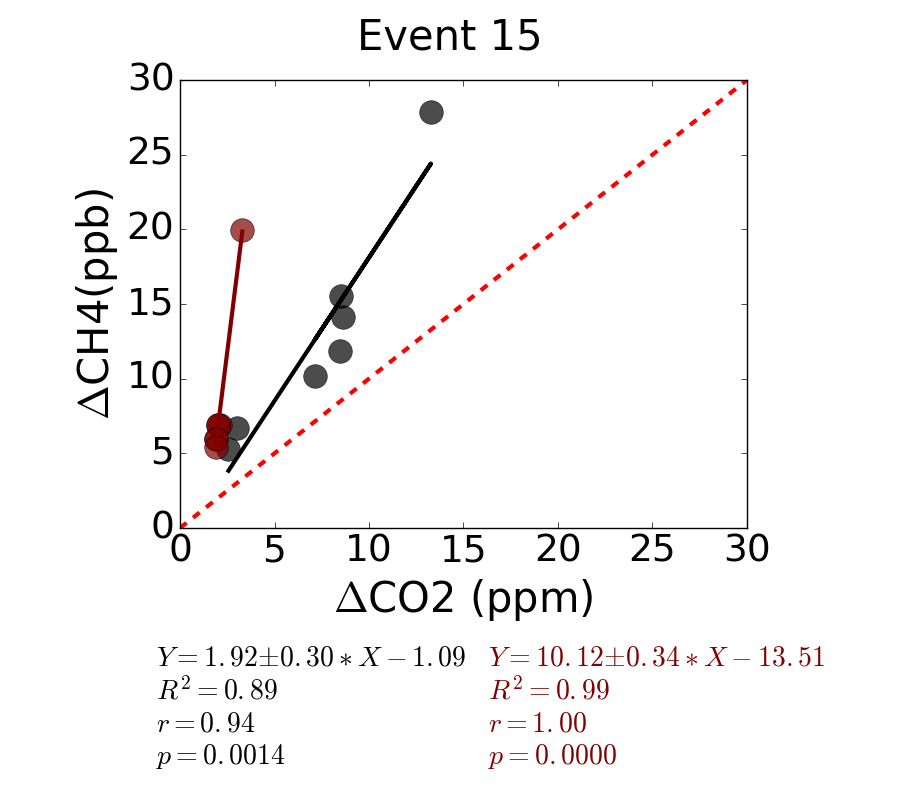 Event 15
30
25
20
15
10
5
0
ΔCH4(ppb)
0 5 10 15 20 25 30
ΔCO2 (ppm)
Y=1.92±0.30∗X−1.09
R²=0.89
r=0.94
p=0.0014
Y=10.12±0.34∗X−13.51
R²=0.99
r=1.00
p=0.0000